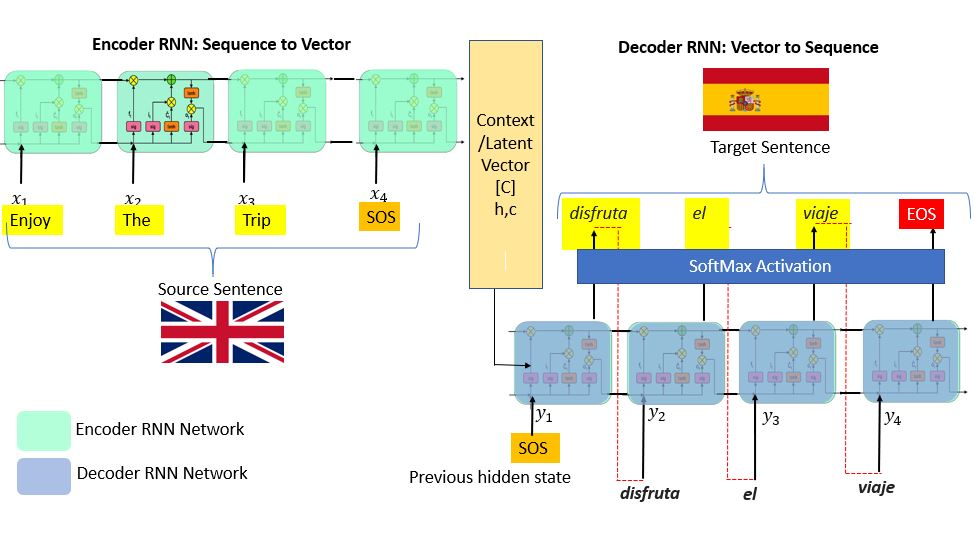 Encoder RNN: Sequence to Vector
Decoder RNN: Vector to Sequence
x1
x2
x3
x4
Enjoy
The
Trip
SOS
Source Sentence
Context
/Latent
Vector
[C]
h,c
Target Sentence
disfruta
el
viaje
EOS
SoftMax Activation
y1
y2
y3
y4
SOS
Previous hidden state
disfruta
el
viaje
Encoder RNN Network
Decoder RNN Network